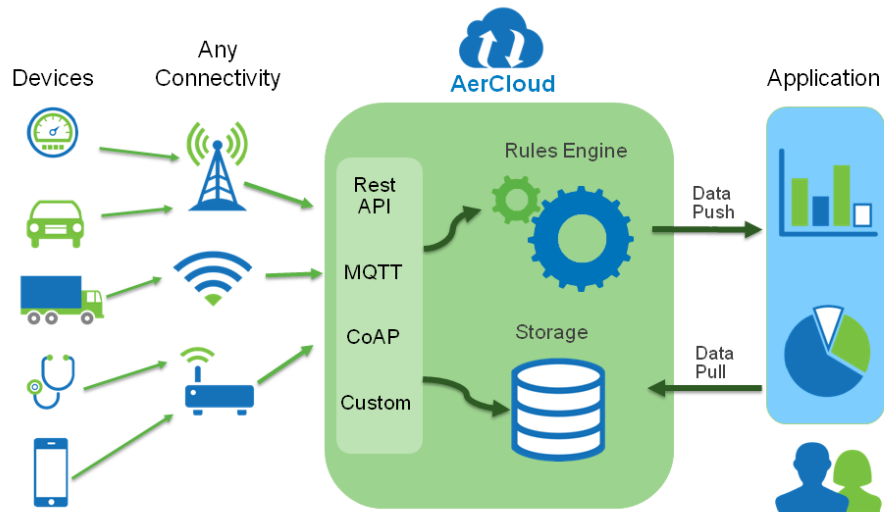 Devices
Any
Connectivity
AerCloud
Application
Rest
API
MQTT
CoAP
Custom
Rules Engine
Storage
Data
Push
Data
Pull